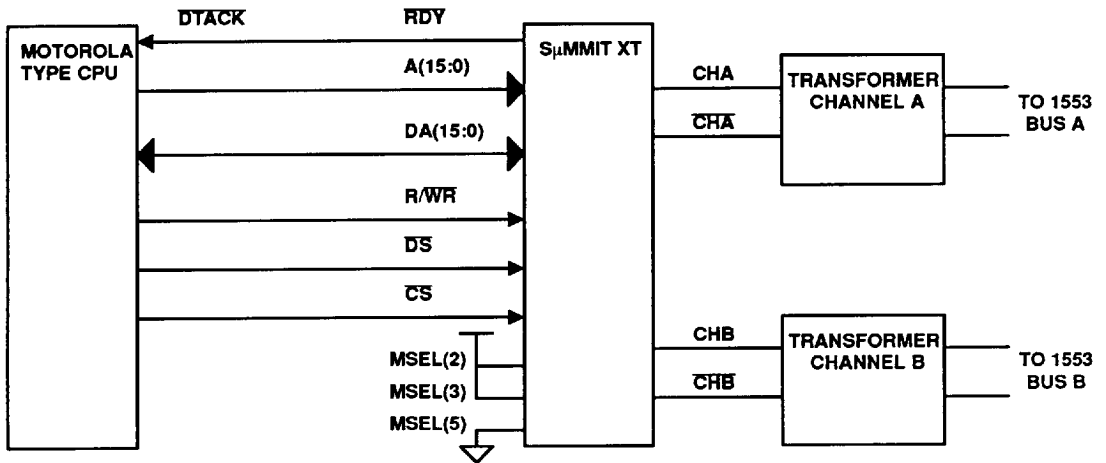 DTACK
RDY
MOTOROLA
TYPE CPU
SμMMIT XT
A(15:0)
DA(15:0)
R/WR
DS
CS
MSEL(2)
MSEL(3)
MSEL(5)
CHA
CHA
TRANSFORMER
CHANNEL A
TO 1553
BUS A
CHB
CHB
TRANSFORMER
CHANNEL B
TO 1553
BUS B